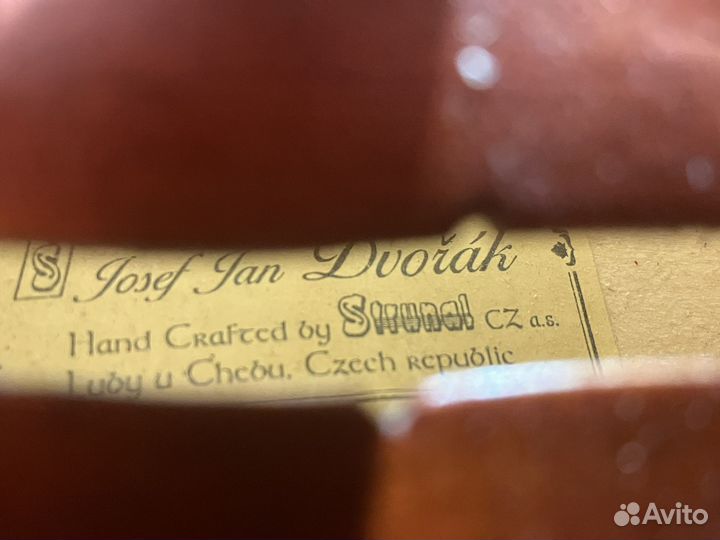 S Josef Jan Dvořák
Hand Crafted by Strunal CZ a.s.
Luby u Chebu, Czech Republic
Avito